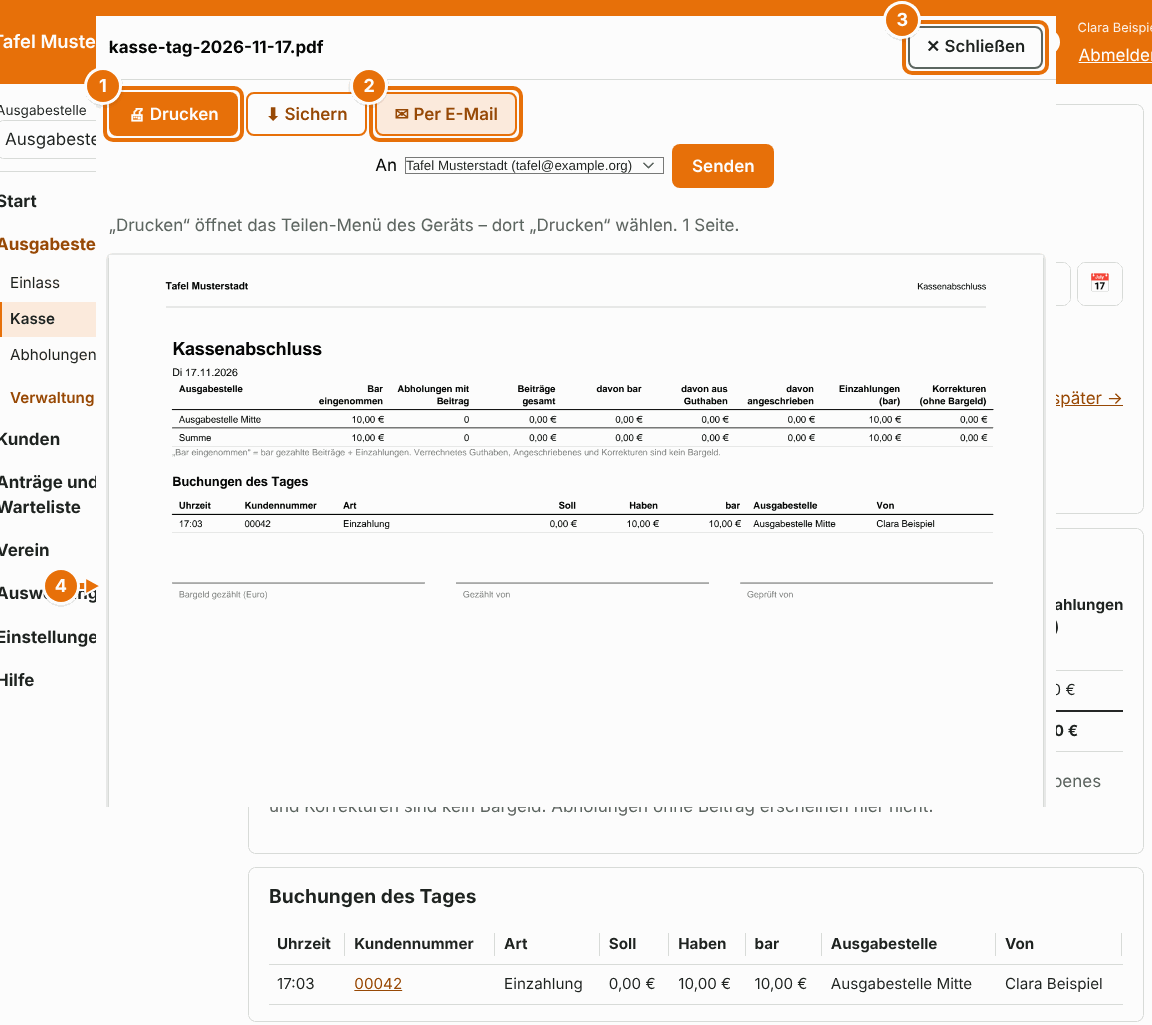 Tafel Muste
kasse-tag-2026-11-17.pdf
3
✕ Schließen
Clara Beispie
Abmelden
1
🖨 Drucken
⬇ Sichern
2
✉ Per E-Mail
Ausgabestelle
Ausgabeste
An Tafel Musterstadt (tafel@example.org)
Senden
Start
Ausgabeste
Einlass
Kasse
Abholungen
Verwaltung
Kunden
Anträge und
Warteliste
Verein
4
Einstellunge
Hilfe
„Drucken“ öffnet das Teilen-Menü des Geräts – dort „Drucken“ wählen. 1 Seite.
17
später →
Tafel Musterstadt
Kassenabschluss
Kassenabschluss
Di 17.11.2026
Ausgabestelle Bar eingenommen Abholungen mit Beitrag Beiträge gesamt davon bar davon aus Guthaben davon angeschrieben Einzahlungen (bar) Korrekturen (ohne Bargeld)
Ausgabestelle Mitte 10,00 € 0 0,00 € 0,00 € 0,00 € 0,00 € 10,00 € 0,00 €
Summe 10,00 € 0 0,00 € 0,00 € 0,00 € 0,00 € 10,00 € 0,00 €
„Bar eingenommen“ = bar gezahlte Beiträge + Einzahlungen. Verrechnetes Guthaben, Angeschriebenes und Korrekturen sind kein Bargeld.
Buchungen des Tages
Uhrzeit Kundennummer Art Soll Haben bar Ausgabestelle Von
17:03 00042 Einzahlung 0,00 € 10,00 € 10,00 € Ausgabestelle Mitte Clara Beispiel
Bargeld gezählt (Euro) Gezählt von Geprüft von
ahlungen
)
0 €
0 €
benes
und Korrekturen sind kein Bargeld. Abholungen ohne Beitrag erscheinen hier nicht.
Buchungen des Tages
Uhrzeit Kundennummer Art Soll Haben bar Ausgabestelle Von
17:03 00042 Einzahlung 0,00 € 10,00 € 10,00 € Ausgabestelle Mitte Clara Beispiel